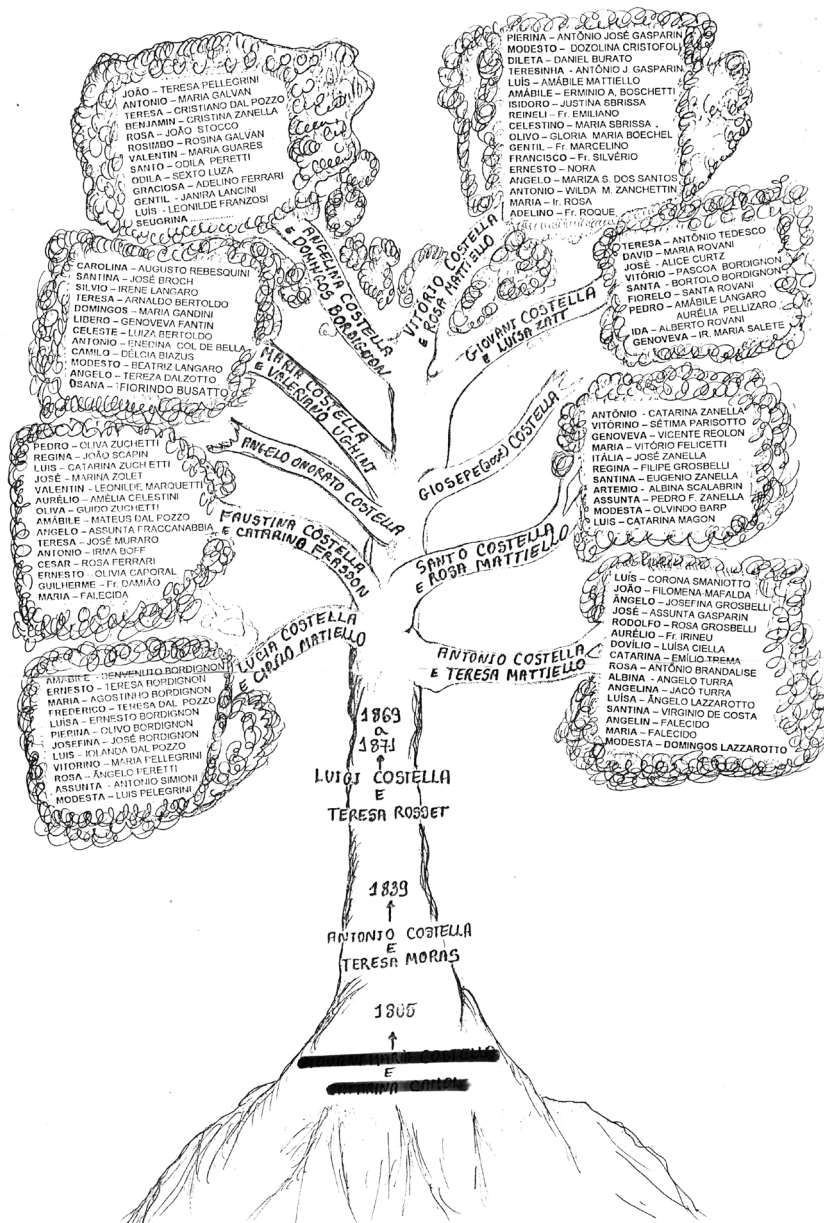 PIERINA – ANTÔNIO JOSÉ GASPARIN
MODESTO – DOZOLINA CRISTOFOLI
DILETA – DANIEL BURATO
TERESINHA - ANTÔNIO J. GASPARIN
LUÍS – AMÁBILE MATTIELLO
AMÁBILE – ERMINIO A. BOSCHETTI
ISIDORO – JUSTINA SBRISSA
REINELI – Fr. EMILIANO
CELESTINO – MARIA SBRISSA
OLIVO – GLORIA MARIA BOECHEL
GENTIL – Fr. MARCELINO
FRANCISCO – Fr. SILVÉRIO
ERNESTO – NORA
ANGELO – MARIZA S. DOS SANTOS
ANTONIO – WILDA M. ZANCHETTIN
MARIA – Ir. ROSA
ADELINO – Fr. ROQUE
JOÃO – TERESA PELLEGRINI
ANTONIO – MARIA GALVAN
TERESA – CRISTIANO DAL POZZO
BENJAMIN – CRISTINA ZANELLA
ROSA – JOÃO STOCCO
ROSIMBO – ROSINA GALVAN
VALENTIN – MARIA GUARES
SANTO – ODILA PERETTI
ODILA – SEXTO LUZA
GRACIOSA – ADELINO FERRARI
GENTIL - JANIRA LANCINI
LUÍS - LEONILDE FRANZOSI
SEUGRINA ..............
ANGELINA COSTELLA
E DOMINGOS BORDIGNON
VITORIO COSTELLA
E ROSA MATTIELLO
TERESA – ANTÔNIO TEDESCO
DAVID – MARIA ROVANI
JOSÉ - ALICE CURTZ
VITÓRIO – PASCOA BORDIGNON
SANTA - BORTOLO BORDIGNON
FIORELO – SANTA ROVANI
PEDRO – AMÁBILE LANGARO
AURÉLIA PELLIZARO
IDA – ALBERTO ROVANI
GENOVEVA – IR. MARIA SALETE
GIOVANI COSTELLA
E LUISA ZATT
CAROLINA – AUGUSTO REBESQUINI
SANTINA – JOSÉ BROCH
SILVIO – IRENE LANGARO
TERESA – ARNALDO BERTOLDO
DOMINGOS – MARIA GANDINI
LIBERO – GENOVEVA FANTIN
CELESTE – LUIZA BERTOLDO
ANTONIO – ENEDINA COL DE BELLA
CAMILO – DÉLCIA BIAZUS
MODESTO – BEATRIZ LANGARO
ANGELO – TEREZA DALZOTTO
OSANA – FIORINDO BUSATTO
MARIA COSTELLA
E VALERIANO UGHINI
GIOSEPE (José) COSTELLA
ANTÔNIO - CATARINA ZANELLA
VITÓRINO – SÉTIMA PARISOTTO
GENOVEVA – VICENTE REOLON
MARIA – VITÓRIO FELICETTI
ITÁLIA – JOSÉ ZANELLA
REGINA – FILIPE GROSBELLI
SANTINA – EUGENIO ZANELLA
ARTEMIO – ALBINA SCALABRIN
ASSUNTA – PEDRO F. ZANELLA
MODESTA – OLVINDO BARP
LUIS - CATARINA MAGON
ANGELO ONORATO COSTELLA
PEDRO – OLIVA ZUCHETTI
REGINA – JOÃO SCAPIN
LUIS – CATARINA ZUCHETTI
JOSÉ – MARINA ZOLET
VALENTIN – LEONILDE MARQUETTI
AURÉLIO – AMÉLIA CELESTINI
OLIVA – GUIDO ZUCHETTI
AMÁBILE – MATEUS DAL POZZO
ANGELO – ASSUNTA FRACCANABBIA
TERESA – JOSÉ MURARO
ANTONIO – IRMA BOFF
CESAR – ROSA FERRARI
ERNESTO – OLIVIA CAPORAL
GUILHERME – Fr. DAMIÃO
MARIA – FALECIDA
FAUSTINA COSTELLA
E CATARINA FRASSON
SANTO COSTELLA
E ROSA MATTIELLO
LUÍS – CORONA SMANIOTTO
JOÃO – FILOMENA-MAFALDA
ÂNGELO – JOSEFINA GROSBELLI
JOSÉ – ASSUNTA GASPARIN
RODOLFO – ROSA GROSBELLI
AURÉLIO – Fr. IRINEU
DOVÍLIO – LUÍSA CIELLA
CATARINA – EMÍLIO TREMA
ROSA – ANTÔNIO BRANDALISE
ALBINA - ANGELO TURRA
ANGELINA – JACÓ TURRA
LUÍSA – ÂNGELO LAZZAROTTO
SANTINA – VIRGINIO DE COSTA
ANGELIN – FALECIDO
MARIA – FALECIDO
MODESTA – DOMINGOS LAZZAROTTO
ANTONIO COSTELLA
E TERESA MATTIELLO
LUCIA COSTELLA
E CIRILO MATIELLO
AMÁBILE – BENVENUTO BORDIGNON
ERNESTO – TERESA BORDIGNON
MARIA – AGOSTINHO BORDIGNON
FREDERICO – TERESA DAL POZZO
LUÍSA – ERNESTO BORDIGNON
PIERINA – OLIVO BORDIGNON
JOSEFINA – JOSÉ BORDIGNON
LUIS – IOLANDA DAL POZZO
VITORINO – MARIA PELLEGRINI
ROSA – ÂNGELO PERETTI
ASSUNTA - ANTONIO SIMIONI
MODESTA – LUIS PELEGRINI
1869
a
1871
LUIGI COSTELLA
E
TERESA ROSSET
1839
ANTONIO COSTELLA
E
TERESA MORAS
1805
E